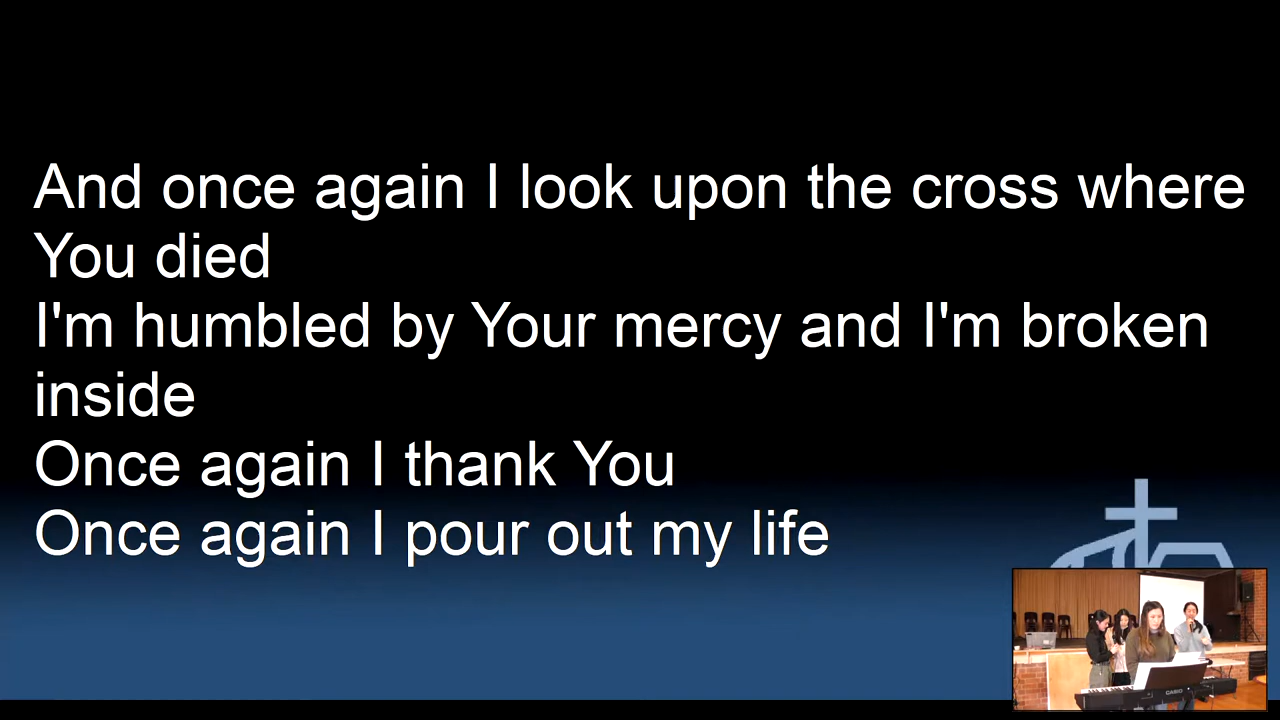 And once again I look upon the cross where
You died
I'm humbled by Your mercy and I'm broken
inside
Once again I thank You
Once again I pour out my life
CASIO